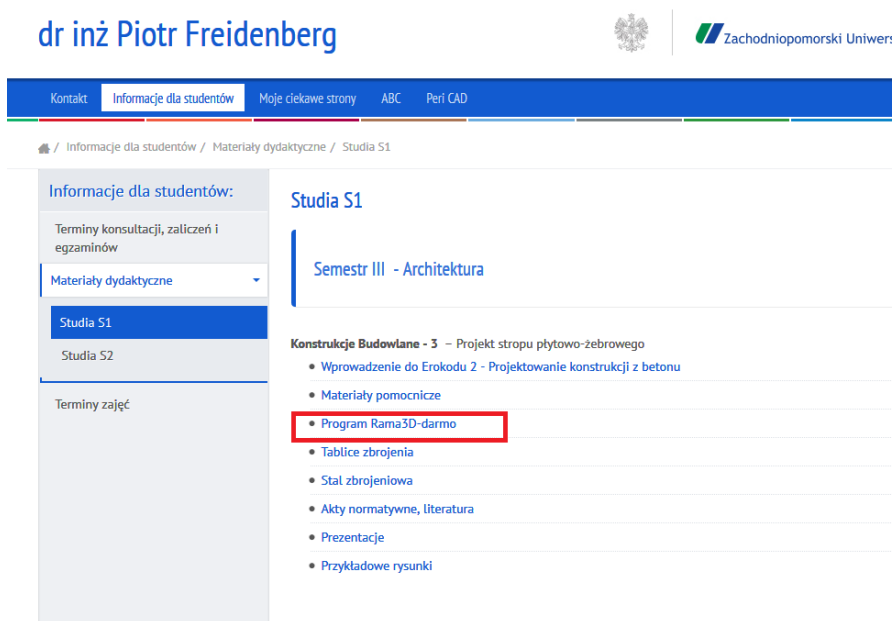 dr inż Piotr Freidenberg
Zachodniopomorski Uniwers
Kontakt Informacje dla studentów Moje ciekawe strony ABC Peri CAD
/ Informacje dla studentów / Materiały dydaktyczne / Studia S1
Informacje dla studentów:
Terminy konsultacji, zaliczeń i
egzaminów
Materiały dydaktyczne
Studia S1
Studia S2
Terminy zajęć
Studia S1
Semestr III - Architektura
Konstrukcje Budowlane - 3 – Projekt stropu płytowo-żebrowego
Wprowadzenie do Erokodu 2 - Projektowanie konstrukcji z betonu
Materiały pomocnicze
Program Rama3D-darmo
Tablice zbrojenia
Stal zbrojeniowa
Akty normatywne, literatura
Prezentacje
Przykładowe rysunki